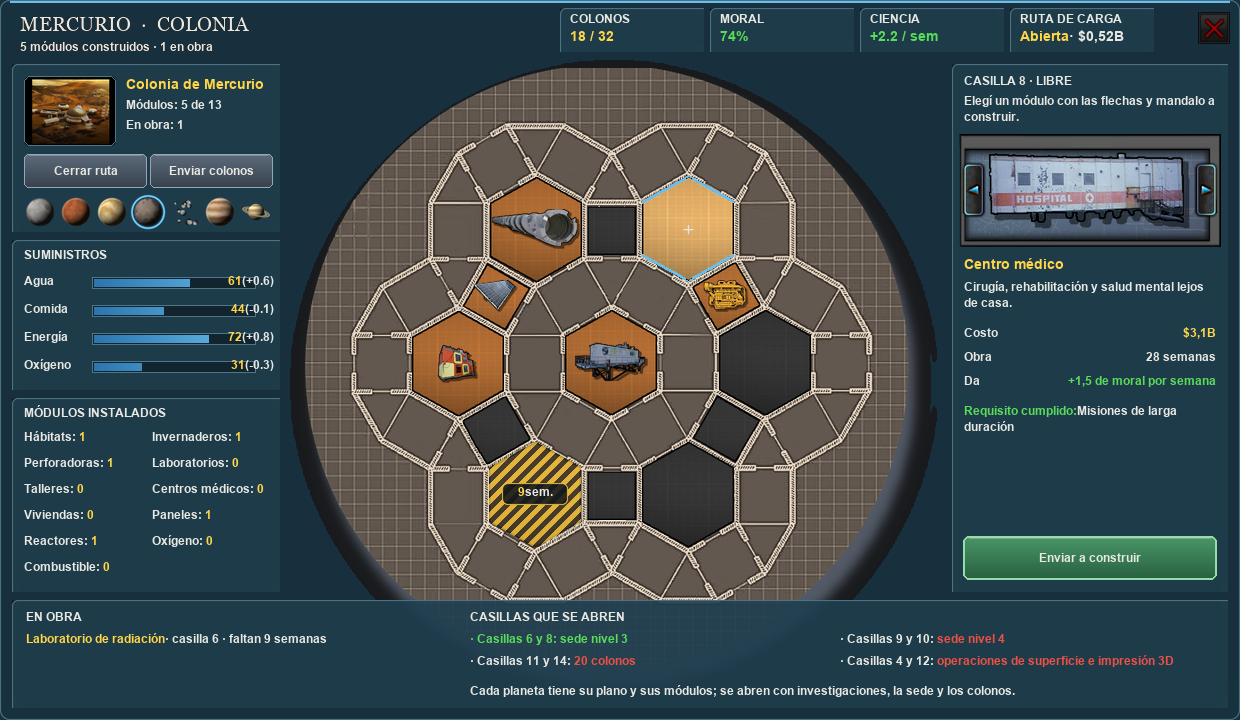 MERCURIO · COLONIA
5 módulos construidos · 1 en obra
COLONOS
18 / 32
MORAL
74%
CIENCIA
+2.2 / sem
RUTA DE CARGA
Abierta· $0,52B
Colonia de Mercurio
Módulos: 5 de 13
En obra: 1
Cerrar ruta
Enviar colonos
SUMINISTROS
Agua 61(+0.6)
Comida 44(-0.1)
Energía 72(+0.8)
Oxígeno 31(-0.3)
MÓDULOS INSTALADOS
Hábitats: 1 Invernaderos: 1
Perforadoras: 1 Laboratorios: 0
Talleres: 0 Centros médicos: 0
Viviendas: 0 Paneles: 1
Reactores: 1 Oxígeno: 0
Combustible: 0
9sem.
CASILLA 8 · LIBRE
Elegí un módulo con las flechas y mandalo a
construir.
HOSPITAL
Centro médico
Cirugía, rehabilitación y salud mental lejos
de casa.
Costo $3,1B
Obra 28 semanas
Da +1,5 de moral por semana
Requisito cumplido:Misiones de larga
duración
Enviar a construir
EN OBRA
Laboratorio de radiación· casilla 6 · faltan 9 semanas
CASILLAS QUE SE ABREN
· Casillas 6 y 8: sede nivel 3
· Casillas 9 y 10: sede nivel 4
· Casillas 11 y 14: 20 colonos
· Casillas 4 y 12: operaciones de superficie e impresión 3D
Cada planeta tiene su plano y sus módulos; se abren con investigaciones, la sede y los colonos.